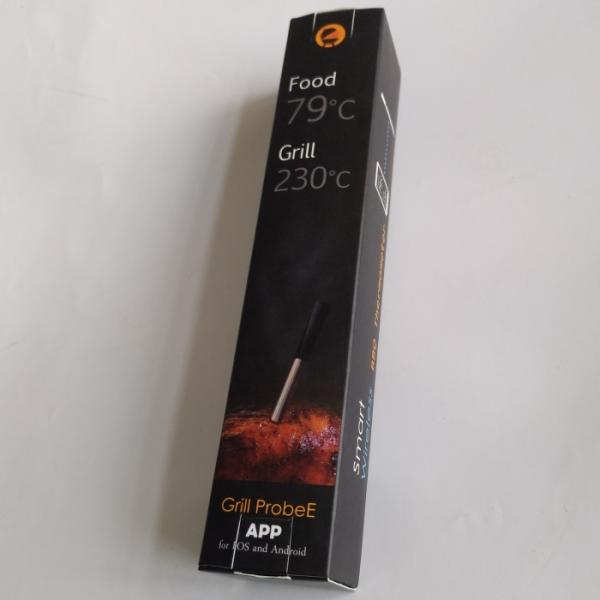 Food
79°C
Grill
230°C
Grill ProbeE
APP
for IOS and Android
smart
Wireless BBQ Thermometer